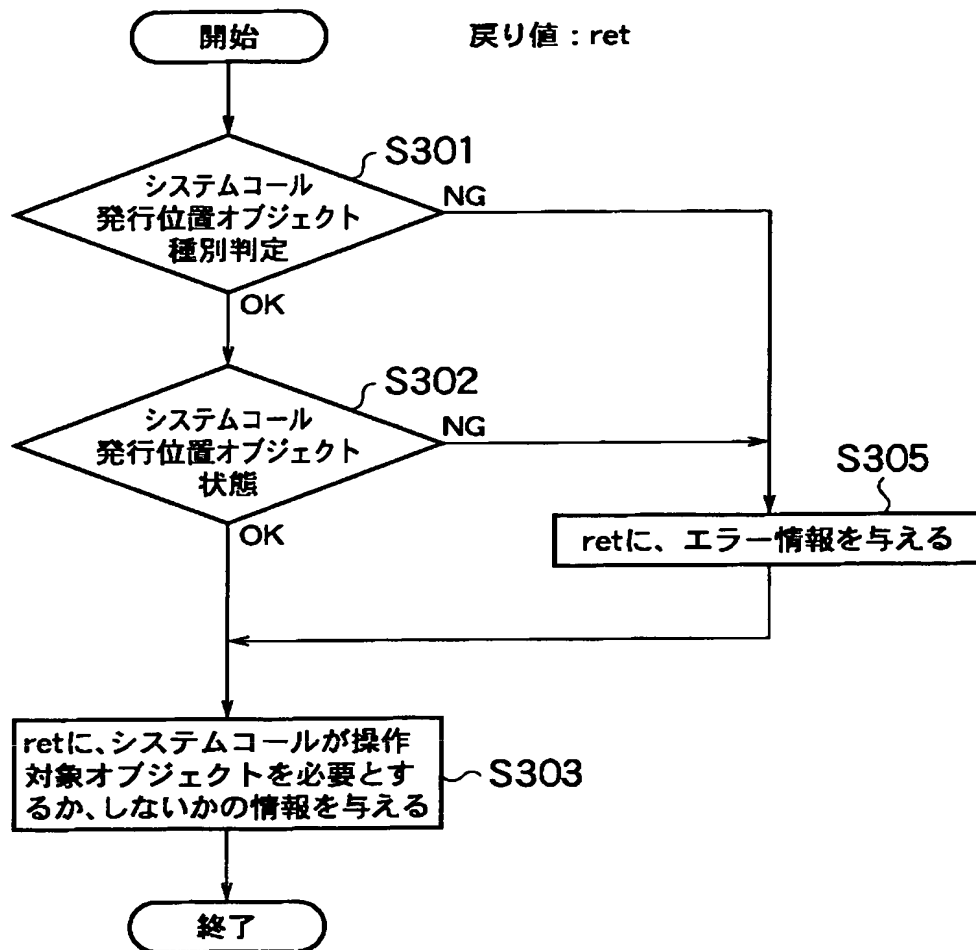 開始
戻り値：ret
S301
システムコール
発行位置オブジェクト
種別判定
NG
OK
S302
システムコール
発行位置オブジェクト
状態
NG
OK
S305
retに、エラー情報を与える
retに、システムコールが操作
対象オブジェクトを必要とす
るか、しないかの情報を与える
S303
終了